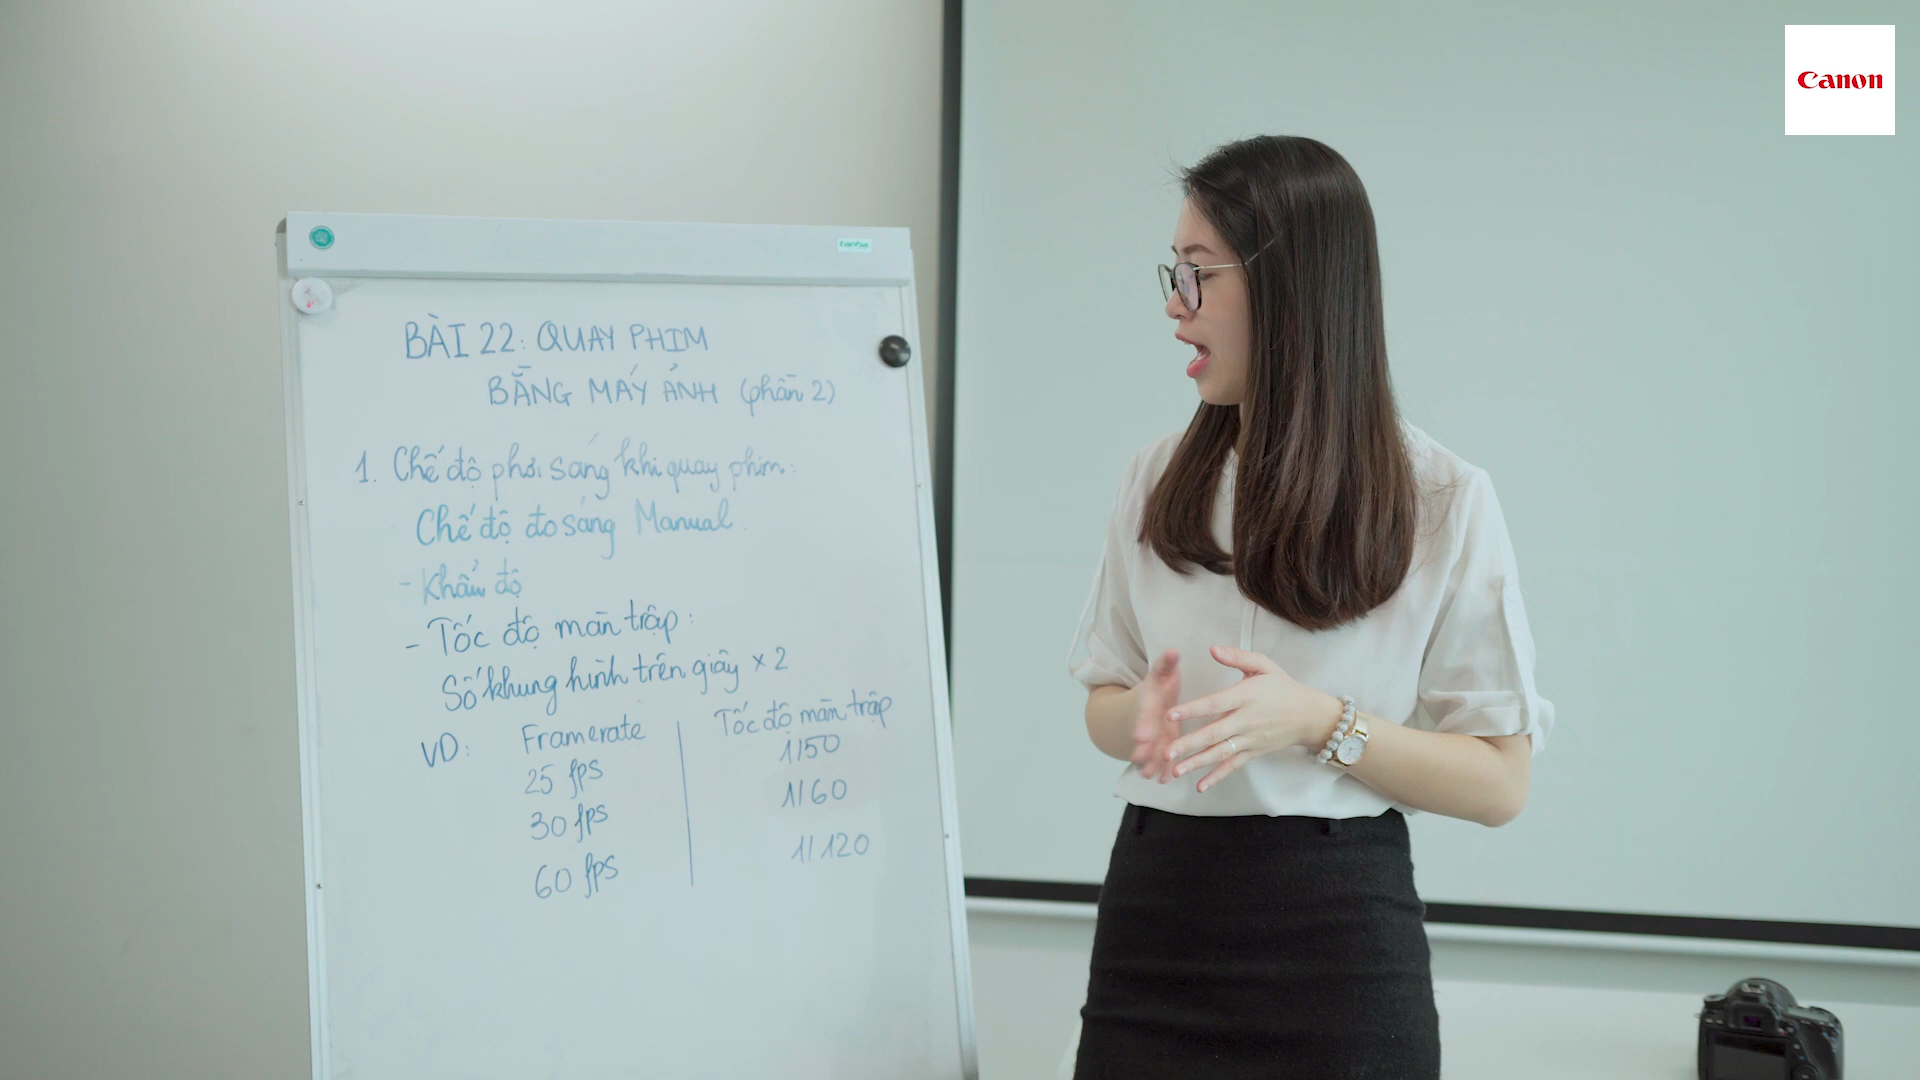 Canon
BÀI 22: QUAY PHIM
BẰNG MÁY ẢNH (phần 2)
1. Chế độ phơi sáng khi quay phim:
Chế độ đo sáng Manual:
- Khẩu độ
- Tốc độ màn trập:
Số khung hình trên giây x 2
VD: Framerate | Tốc độ màn trập
25 fps 1/50
30 fps 1/60
60 fps 1/120